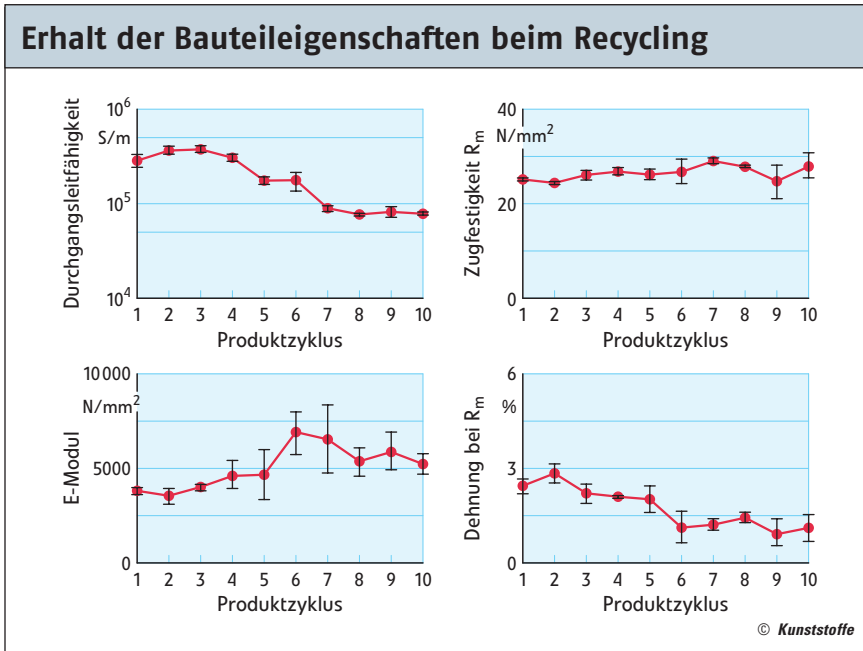 Erhalt der Bauteileigenschaften beim Recycling
Durchgangsleitfähigkeit
10⁶
S/m
10⁵
10⁴
1 2 3 4 5 6 7 8 9 10
Produktzyklus
Zugfestigkeit Rₘ
40
N/mm²
20
0
1 2 3 4 5 6 7 8 9 10
Produktzyklus
E-Modul
10000
N/mm²
5000
0
1 2 3 4 5 6 7 8 9 10
Produktzyklus
Dehnung bei Rₘ
6
%
3
0
1 2 3 4 5 6 7 8 9 10
Produktzyklus
© Kunststoffe